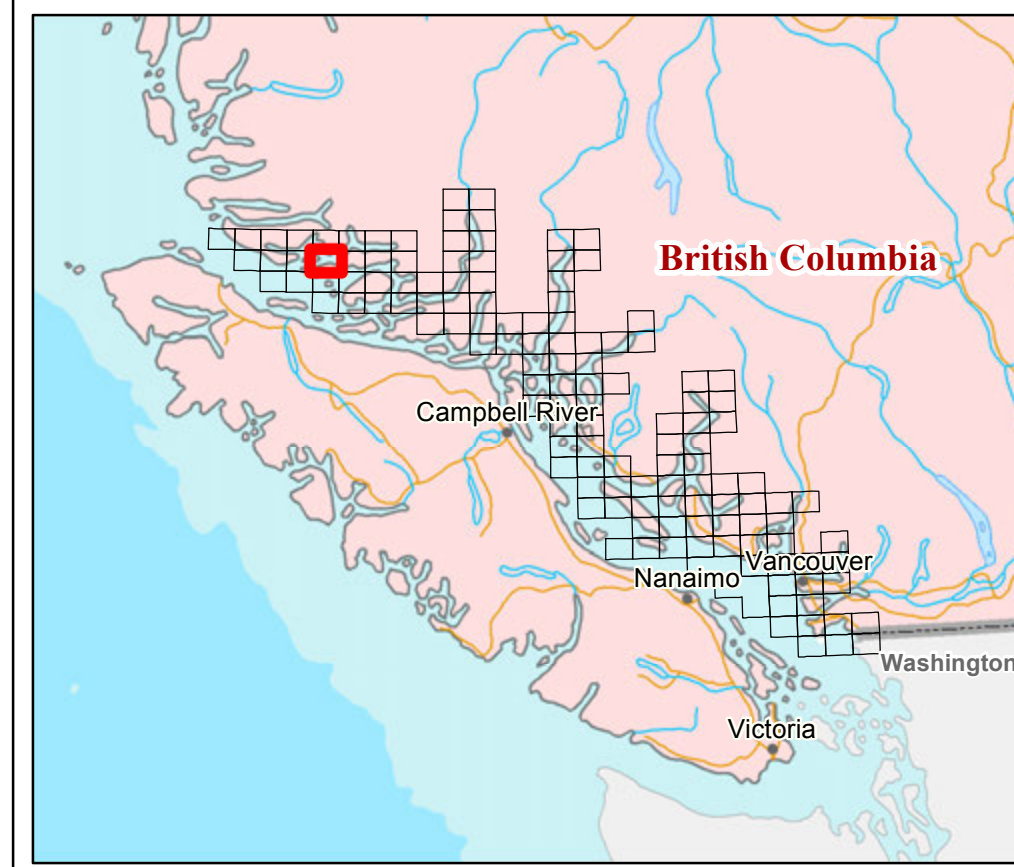 British Columbia
Campbell River
Vancouver
Nanaimo
Washington
Victoria